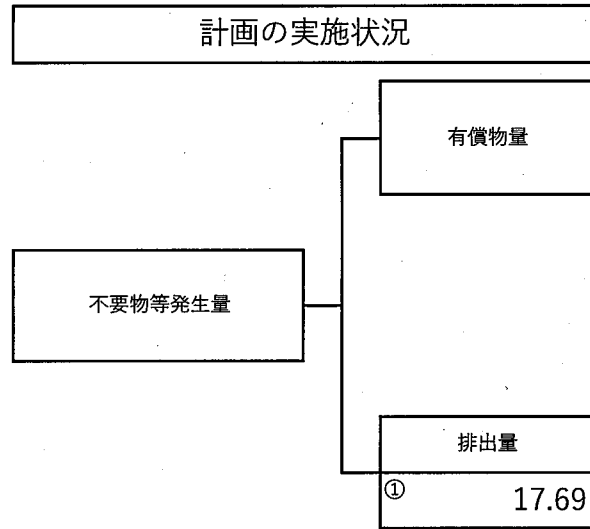 計画の実施状況
有償物量
不要物等発生量
排出量
① 17.69